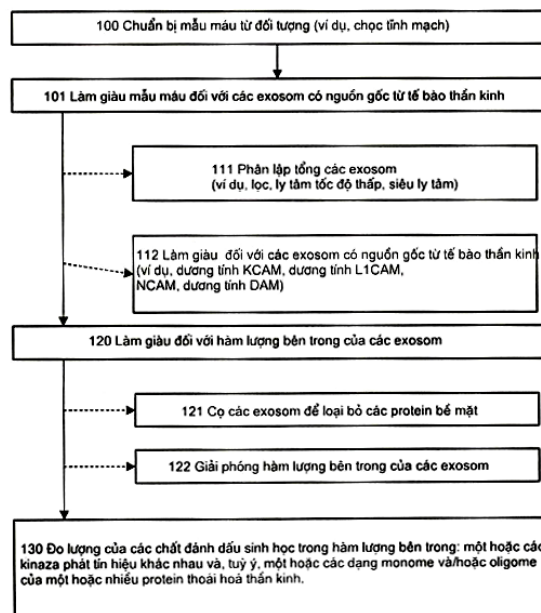 100 Chuẩn bị mẫu máu từ đối tượng (ví dụ, chọc tĩnh mạch)
101 Làm giàu mẫu máu đối với các exosom có nguồn gốc từ tế bào thần kinh
111 Phân lập tổng các exosom
(ví dụ, lọc, ly tâm tốc độ thấp, siêu ly tâm)
112 Làm giàu đối với các exosom có nguồn gốc từ tế bào thần kinh
(ví dụ, dương tính KCAM, dương tính L1CAM,
NCAM, dương tính DAM)
120 Làm giàu đối với hàm lượng bên trong của các exosom
121 Cọ các exosom để loại bỏ các protein bề mặt
122 Giải phóng hàm lượng bên trong của các exosom
130 Đo lượng của các chất đánh dấu sinh học trong hàm lượng bên trong: một hoặc các
kinaza phát tín hiệu khác nhau và, tuỳ ý, một hoặc các dạng monome và/hoặc oligome
của một hoặc nhiều protein thoái hoá thần kinh.